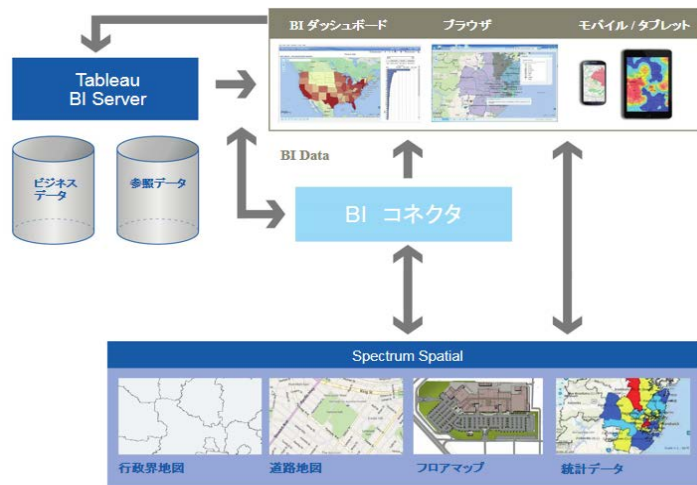 BI ダッシュボード
ブラウザ
モバイル / タブレット
Tableau
BI Server
ビジネス
データ
参照データ
BI Data
BI コネクタ
Spectrum Spatial
行政界地図
道路地図
フロアマップ
統計データ